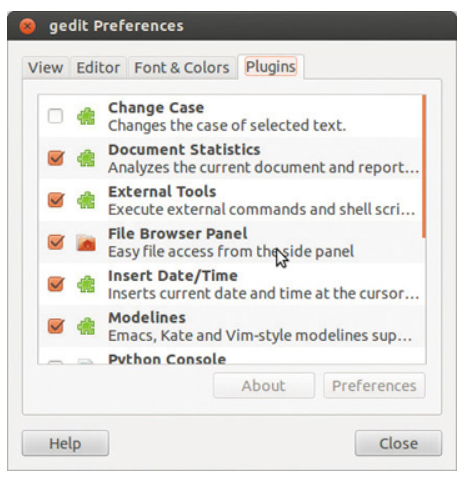 gedit Preferences
View Editor Font & Colors Plugins
Change Case
Changes the case of selected text.
Document Statistics
Analyzes the current document and report...
External Tools
Execute external commands and shell scri...
File Browser Panel
Easy file access from the side panel
Insert Date/Time
Inserts current date and time at the cursor...
Modelines
Emacs, Kate and Vim-style modelines sup...
Python Console
About Preferences
Help Close